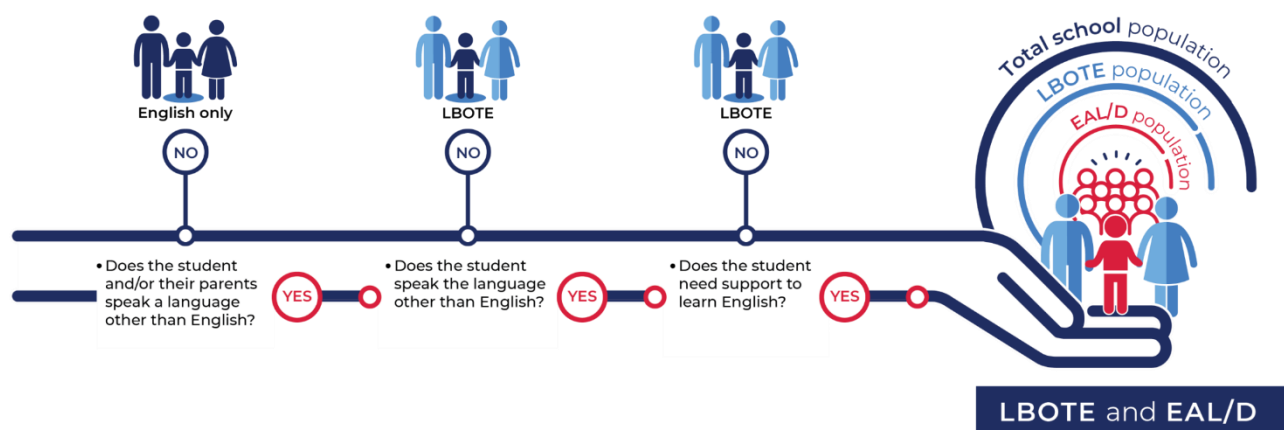 English only
NO
• Does the student
and/or their parents
speak a language
other than English?
YES
LBOTE
NO
• Does the student
speak the language
other than English?
YES
LBOTE
NO
• Does the student
need support to
learn English?
YES
Total school population
LBOTE population
EAL/D population
LBOTE and EAL/D